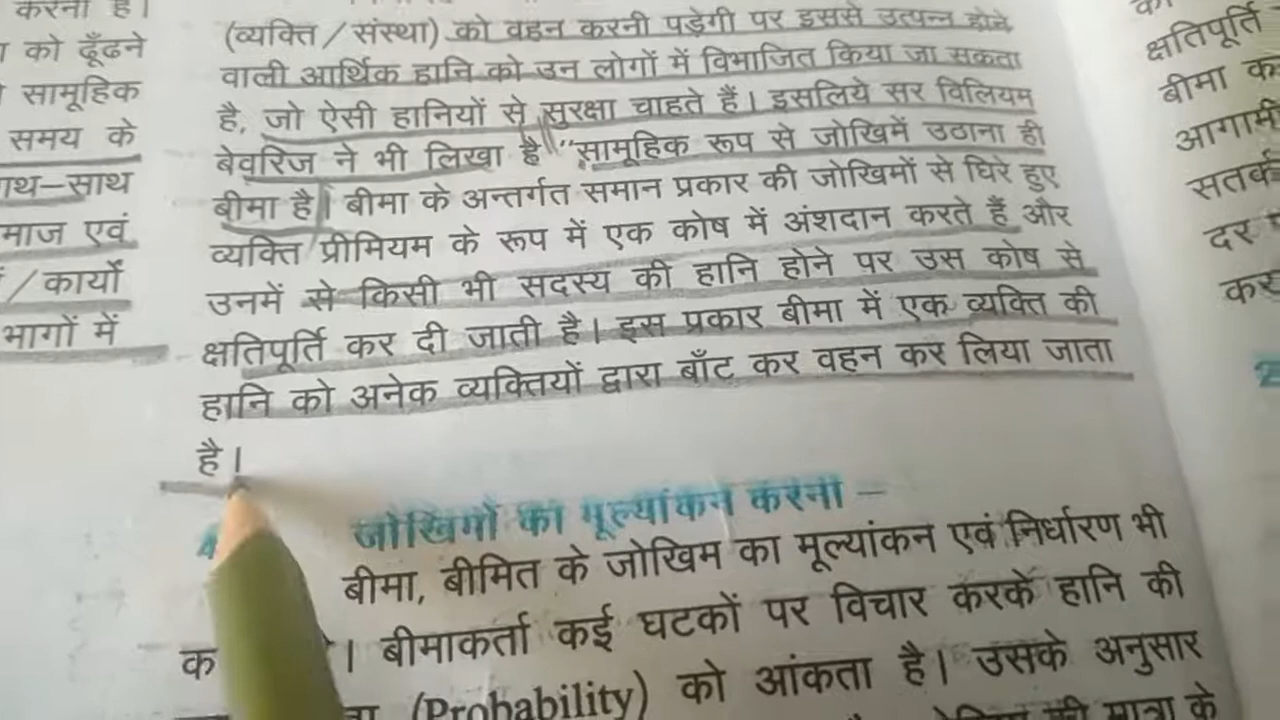 करना है।
को ढूँढने
सामूहिक
समय के
साथ–साथ
एवं
/ कार्यों
भागों में
(व्यक्ति / संस्था) को वहन करनी पड़ेगी पर इससे उत्पन्न होने
वाली आर्थिक हानि को उन लोगों में विभाजित किया जा सकता
है, जो ऐसी हानियों से सुरक्षा चाहते हैं। इसलिये सर विलियम
बेवरिज ने भी लिखा है "सामूहिक रूप से जोखिमें उठाना ही
बीमा है। बीमा के अन्तर्गत समान प्रकार की जोखिमों से घिरे हुए
व्यक्ति प्रीमियम के रूप में एक कोष में अंशदान करते हैं और
उनमें से किसी भी सदस्य की हानि होने पर उस कोष से
क्षतिपूर्ति कर दी जाती है। इस प्रकार बीमा में एक व्यक्ति की
हानि को अनेक व्यक्तियों द्वारा बाँट कर वहन कर लिया जाता
है।
जोखिमों का मूल्यांकन करना –
बीमा, बीमित के जोखिम का मूल्यांकन एवं निर्धारण भी
। बीमाकर्ता कई घटकों पर विचार करके हानि की
(Probability) को आंकता है। उसके अनुसार
की मात्रा के
क्षतिपूर्ति
बीमा
दर